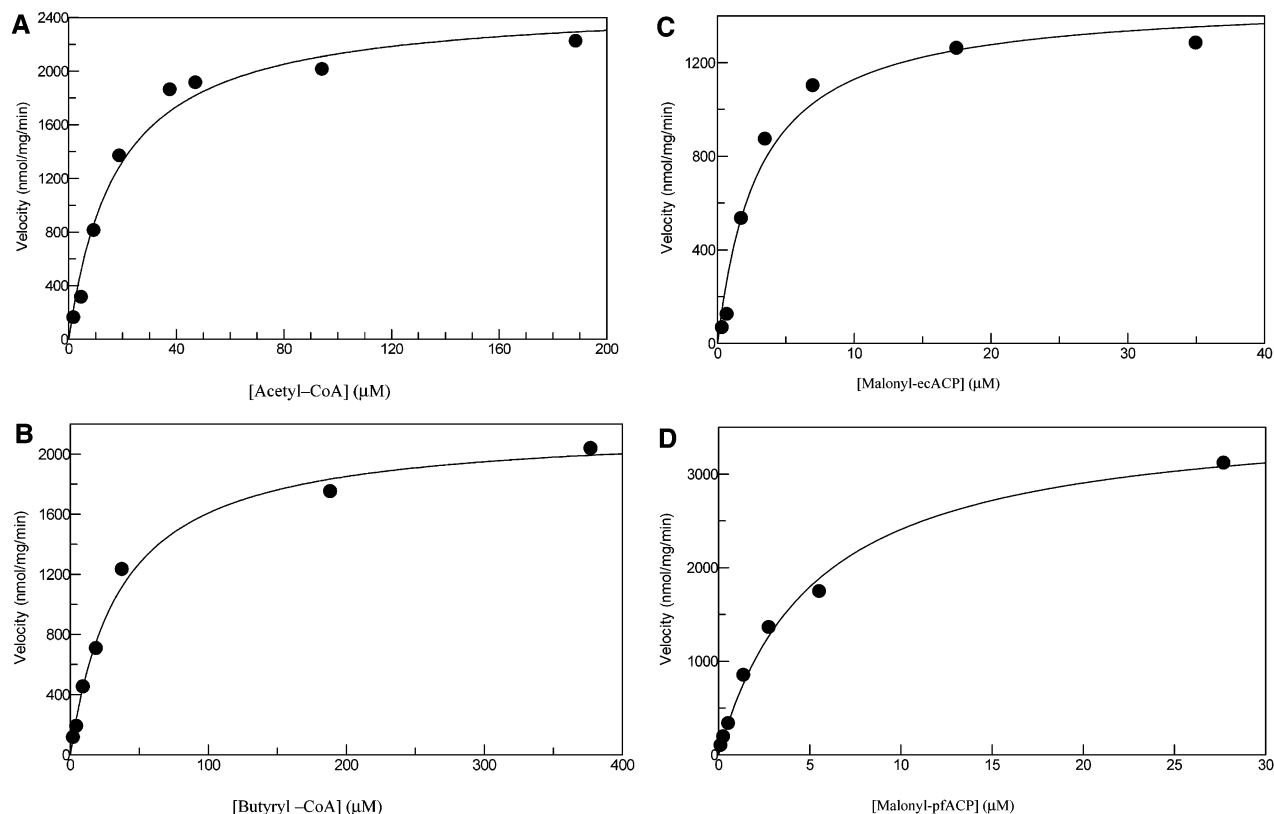 A
Velocity (nmol/mg/min)
2400
2000
1600
1200
800
400
0
0 40 80 120 160 200
[Acetyl–CoA] (μM)
B
Velocity (nmol/mg/min)
2000
1600
1200
800
400
0
0 100 200 300 400
[Butyryl –CoA] (μM)
C
Velocity (nmol/mg/min)
1200
800
400
0
0 10 20 30 40
[Malonyl-ecACP] (μM)
D
Velocity (nmol/mg/min)
3000
2000
1000
0
0 5 10 15 20 25 30
[Malonyl-pfACP] (μM)